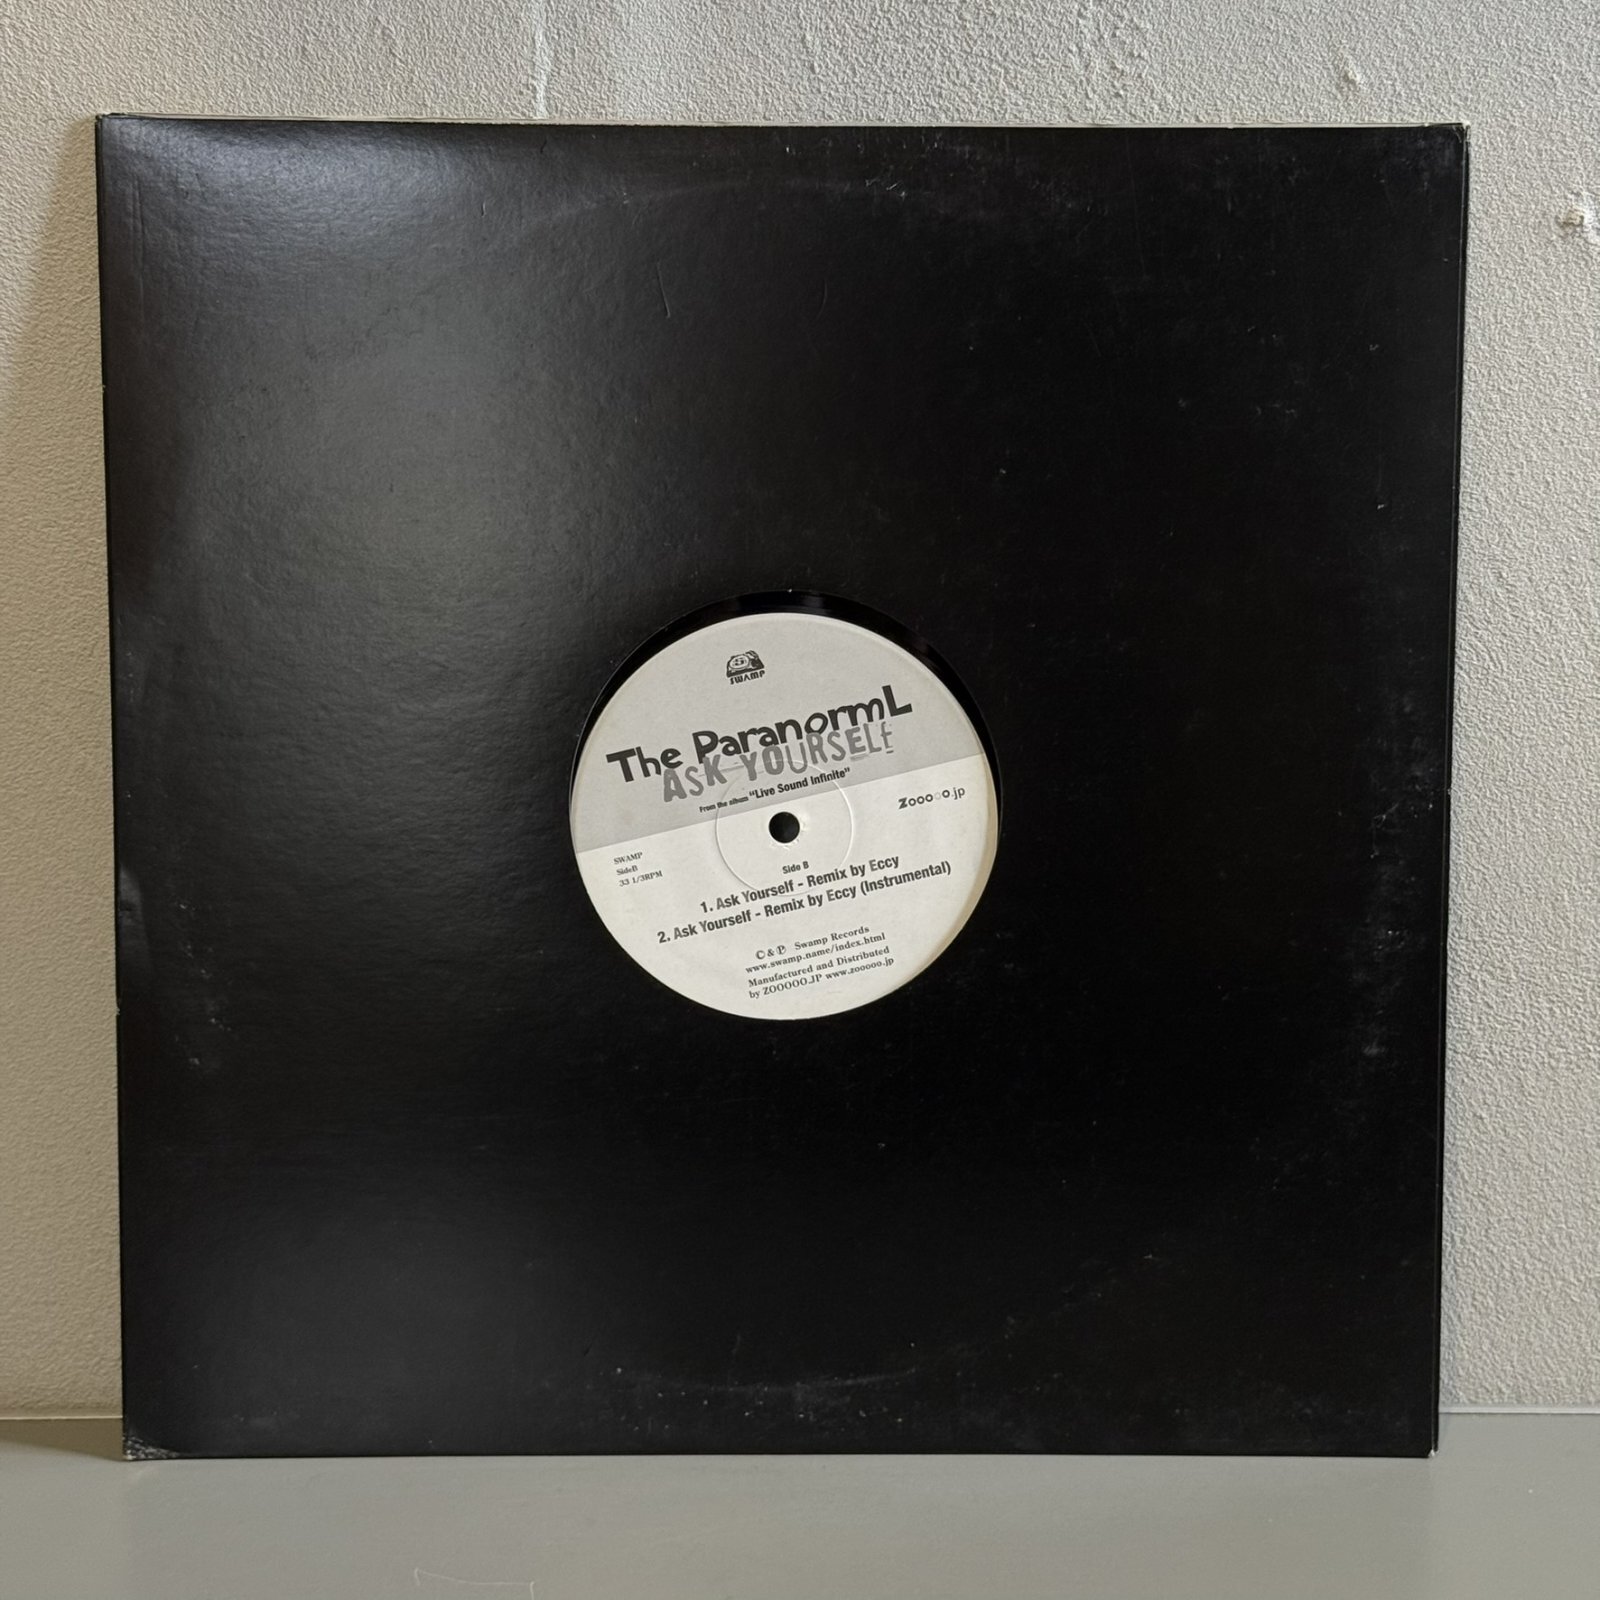 SWAMP
The ParanormL
ASK YOURSELf
From the album "Live Sound Infinite"
Zooooo.jp
SWAMP
SideB
33 1/3RPM
Side B
1. Ask Yourself - Remix by Eccy
2. Ask Yourself - Remix by Eccy (Instrumental)
© & ℗ Swamp Records
www.swamp.name/index.html
Manufactured and Distributed
by ZOOOOO.JP www.zooooo.jp